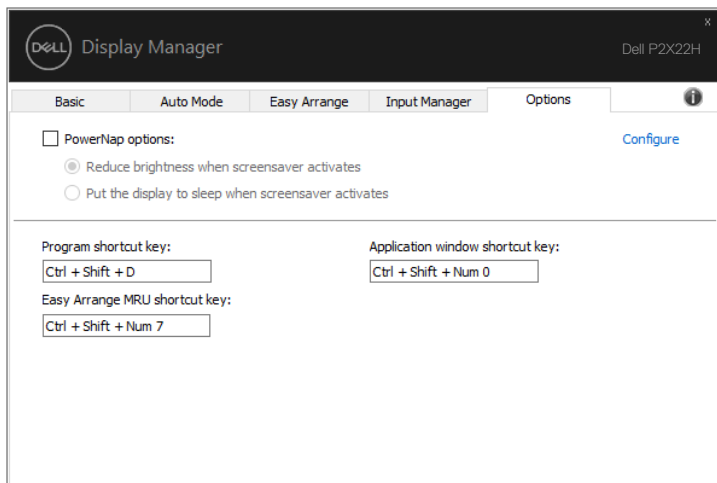 x
DELL Display Manager Dell P2X22H
Basic Auto Mode Easy Arrange Input Manager Options i
PowerNap options: Configure
Reduce brightness when screensaver activates
Put the display to sleep when screensaver activates
Program shortcut key: Application window shortcut key:
Ctrl + Shift + D Ctrl + Shift + Num 0
Easy Arrange MRU shortcut key:
Ctrl + Shift + Num 7